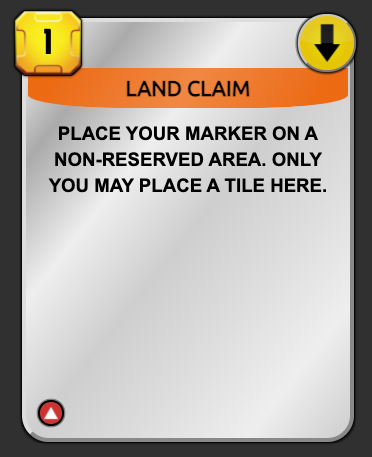 1
LAND CLAIM
PLACE YOUR MARKER ON A
NON-RESERVED AREA. ONLY
YOU MAY PLACE A TILE HERE.